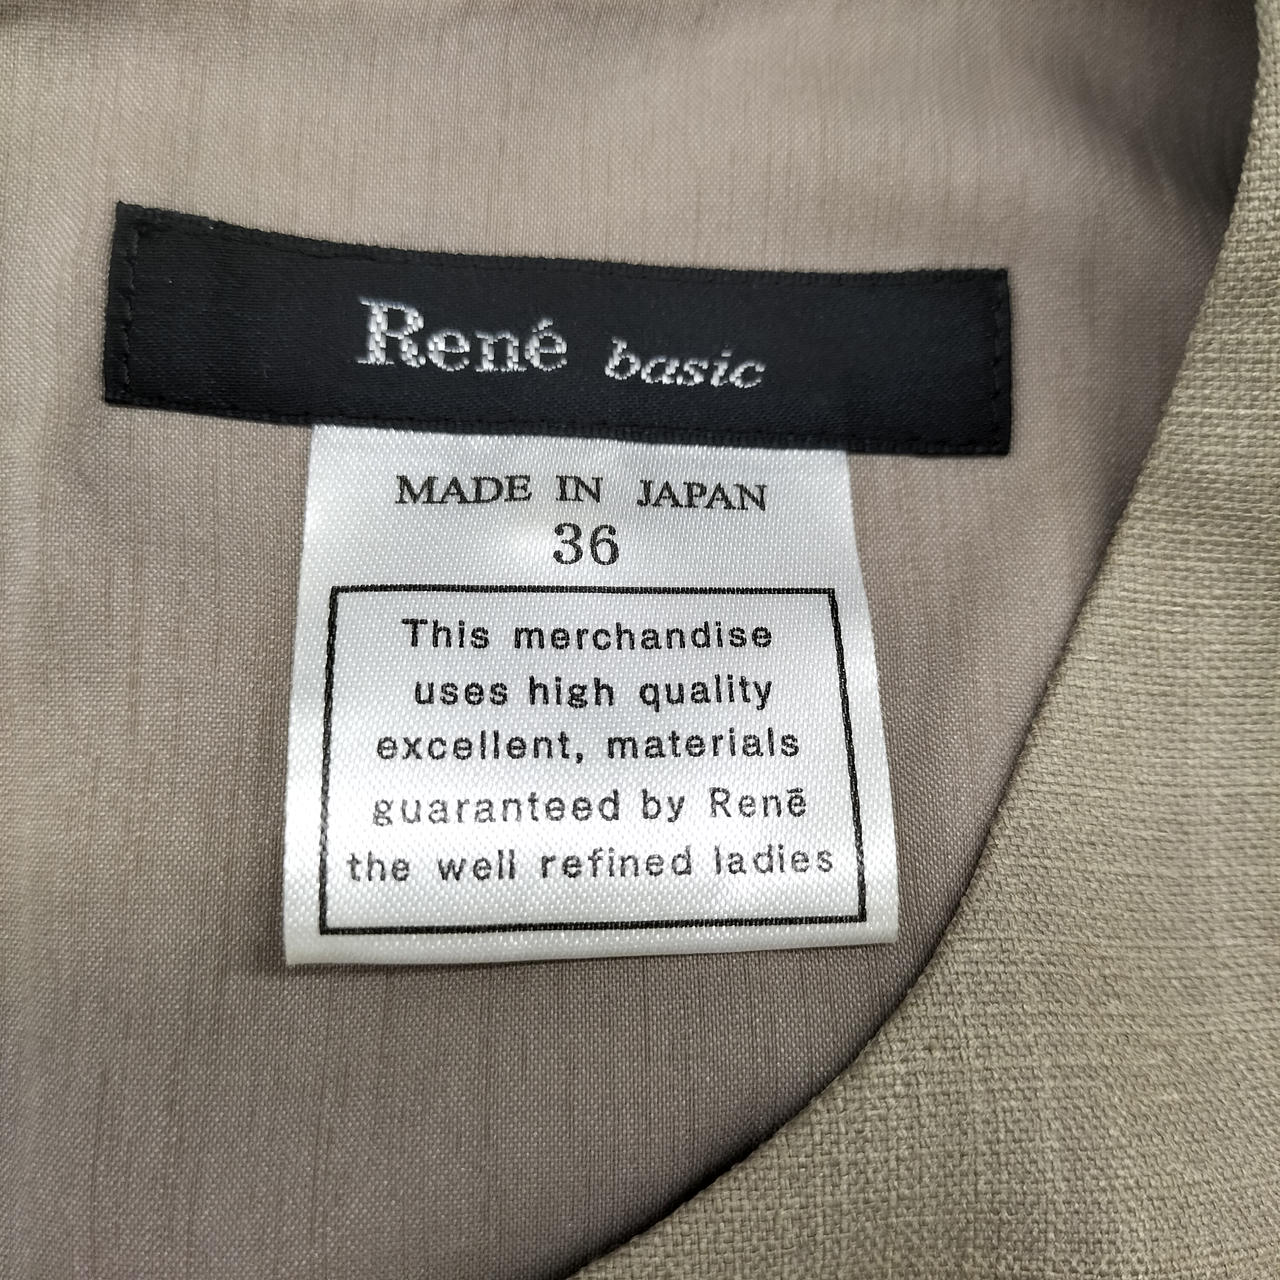 René basic
MADE IN JAPAN
36
This merchandise
uses high quality
excellent, materials
guaranteed by Renē
the well refined ladies